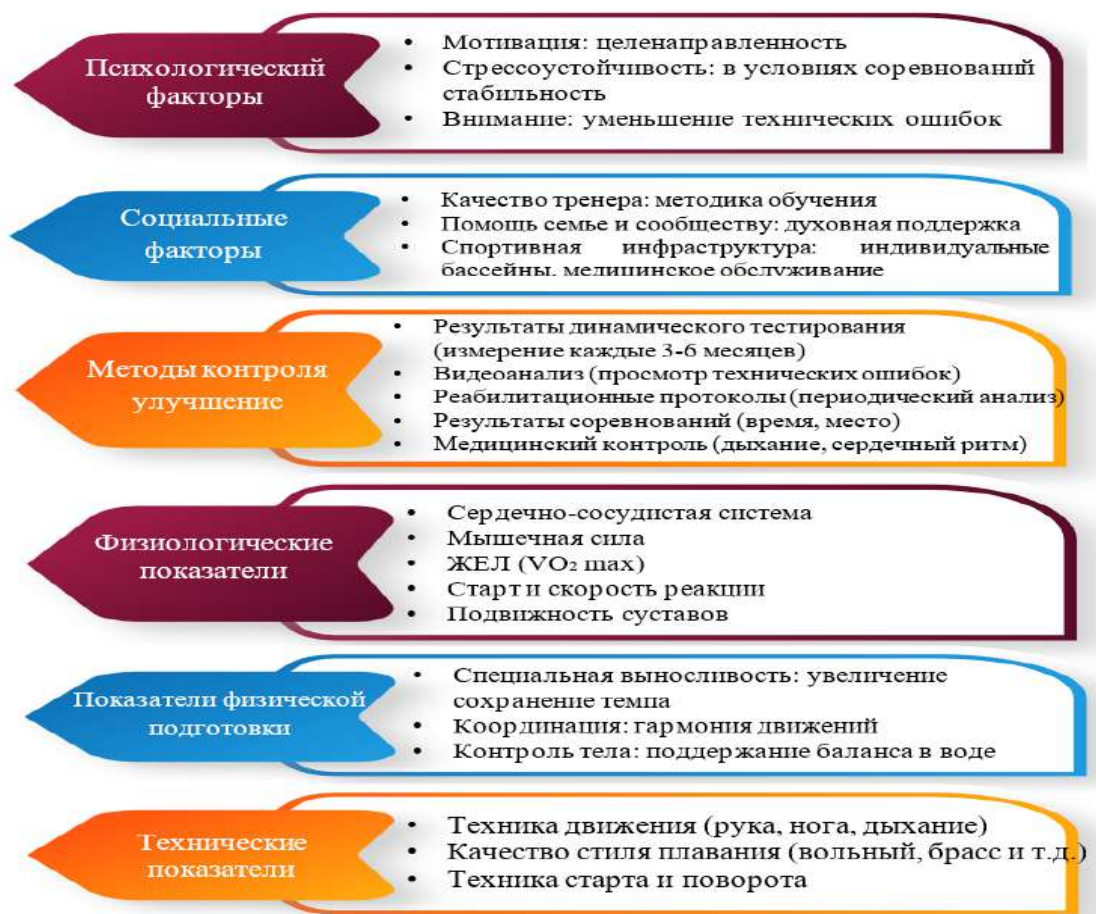 Психологический
факторы
• Мотивация: целенаправленность
• Стрессоустойчивость: в условиях соревнований
стабильность
• Внимание: уменьшение технических ошибок
Социальные
факторы
• Качество тренера: методика обучения
• Помощь семье и сообществу: духовная поддержка
• Спортивная инфраструктура: индивидуальные
бассейны, медицинское обслуживание
Методы контроля
улучшение
• Результаты динамического тестирования
(измерение каждые 3-6 месяцев)
• Видеоанализ (просмотр технических ошибок)
• Реабилитационные протоколы (периодический анализ)
• Результаты соревнований (время, место)
• Медицинский контроль (дыхание, сердечный ритм)
Физиологические
показатели
• Сердечно-сосудистая система
• Мышечная сила
• ЖЕЛ (VO₂ max)
• Старт и скорость реакции
• Подвижность суставов
Показатели физической
подготовки
• Специальная выносливость: увеличение
сохранение темпа
• Координация: гармония движений
• Контроль тела: поддержание баланса в воде
Технические
показатели
• Техника движения (рука, нога, дыхание)
• Качество стиля плавания (вольный, брасс и т.д.)
• Техника старта и поворота